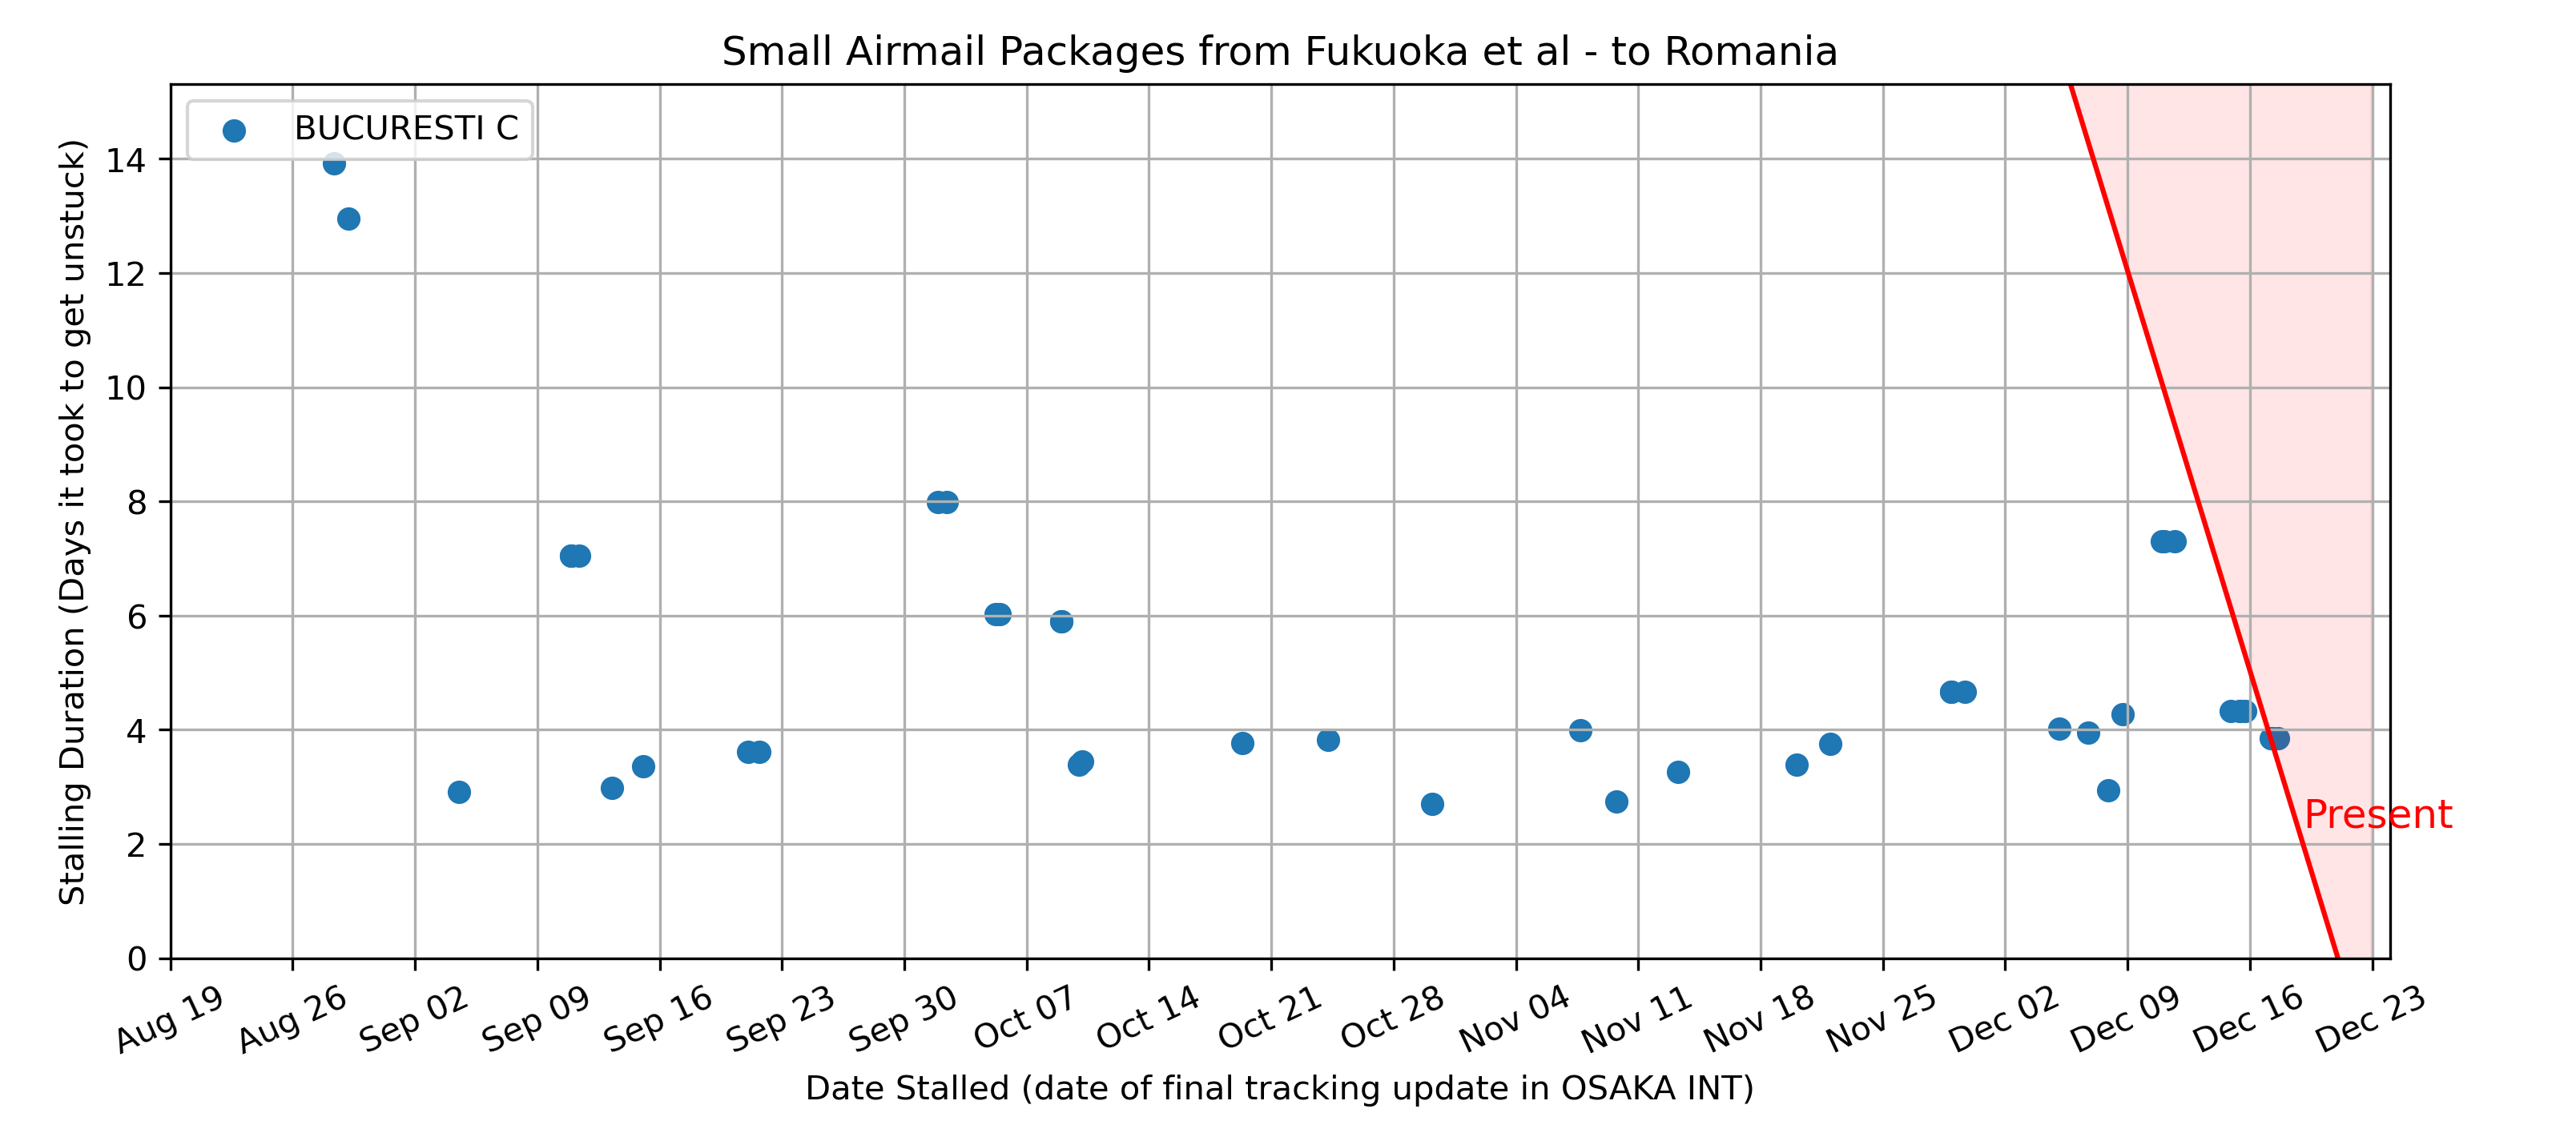 Small Airmail Packages from Fukuoka et al - to Romania
BUCURESTI C
Stalling Duration (Days it took to get unstuck)
14
12
10
8
6
4
2
0
Present
Aug 19
Aug 26
Sep 02
Sep 09
Sep 16
Sep 23
Sep 30
Oct 07
Oct 14
Oct 21
Oct 28
Nov 04
Nov 11
Nov 18
Nov 25
Dec 02
Dec 09
Dec 16
Dec 23
Date Stalled (date of final tracking update in OSAKA INT)